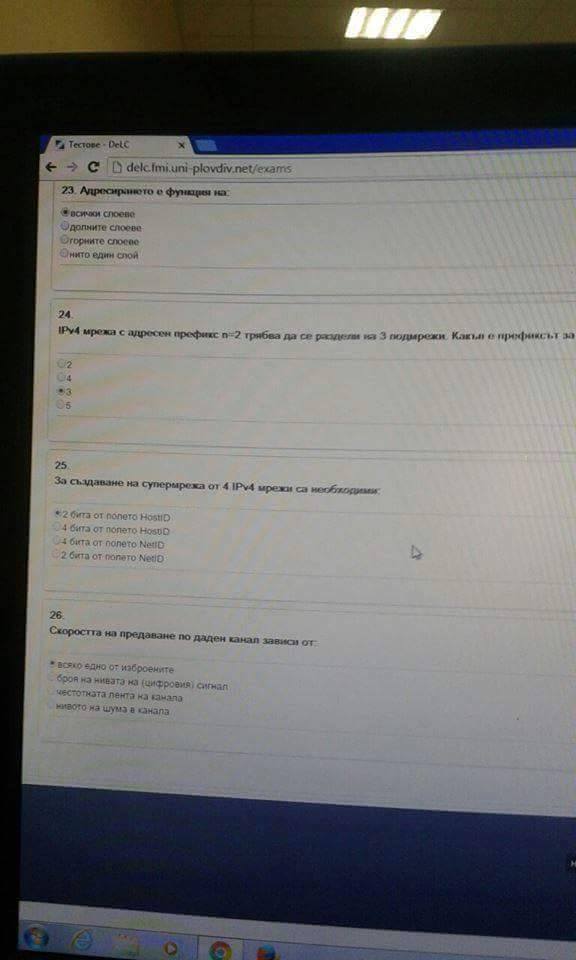 Тестове - DeLC
delc.fmi.uni-plovdiv.net/exams
23. Адресирането е функция на:
всички слоеве
долните слоеве
горните слоеве
нито един слой
24.
IPv4 мрежа с адресен префикс n=2 трябва да се раздели на 3 подмрежи. Какъв е префиксът за
2
4
3
5
25.
За създаване на супермрежа от 4 IPv4 мрежи са необходими:
2 бита от полето HostID
4 бита от полето HostID
4 бита от полето NetID
2 бита от полето NetID
26.
Скоростта на предаване по даден канал зависи от:
всяко едно от изброените
броя на нивата на (цифровия) сигнал
честотната лента на канала
нивото на шума в канала